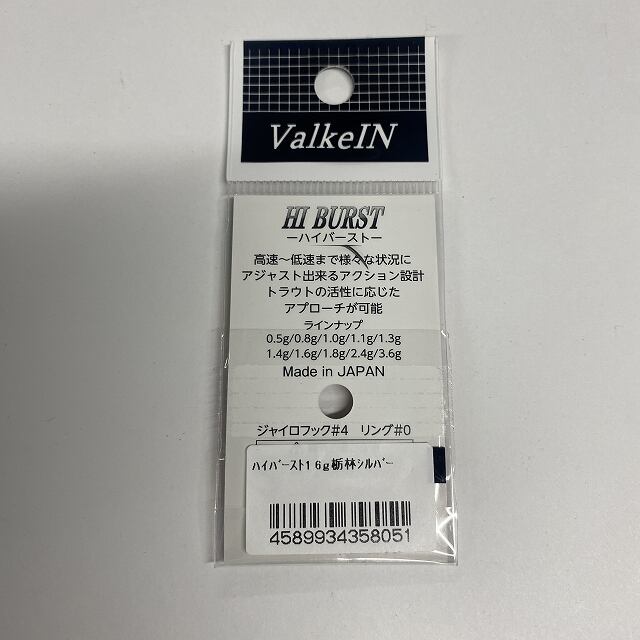 ValkeIN
HI BURST
ーハイバーストー
高速～低速まで様々な状況に
アジャスト出来るアクション設計
トラウトの活性に応じた
アプローチが可能
ラインナップ
0.5g/0.8g/1.0g/1.1g/1.3g
1.4g/1.6g/1.8g/2.4g/3.6g
Made in JAPAN
ジャイロフック#4 リング#0
ﾊｲﾊﾞｰｽﾄ1 6g栃林ｼﾙﾊﾞｰ
4589934358051